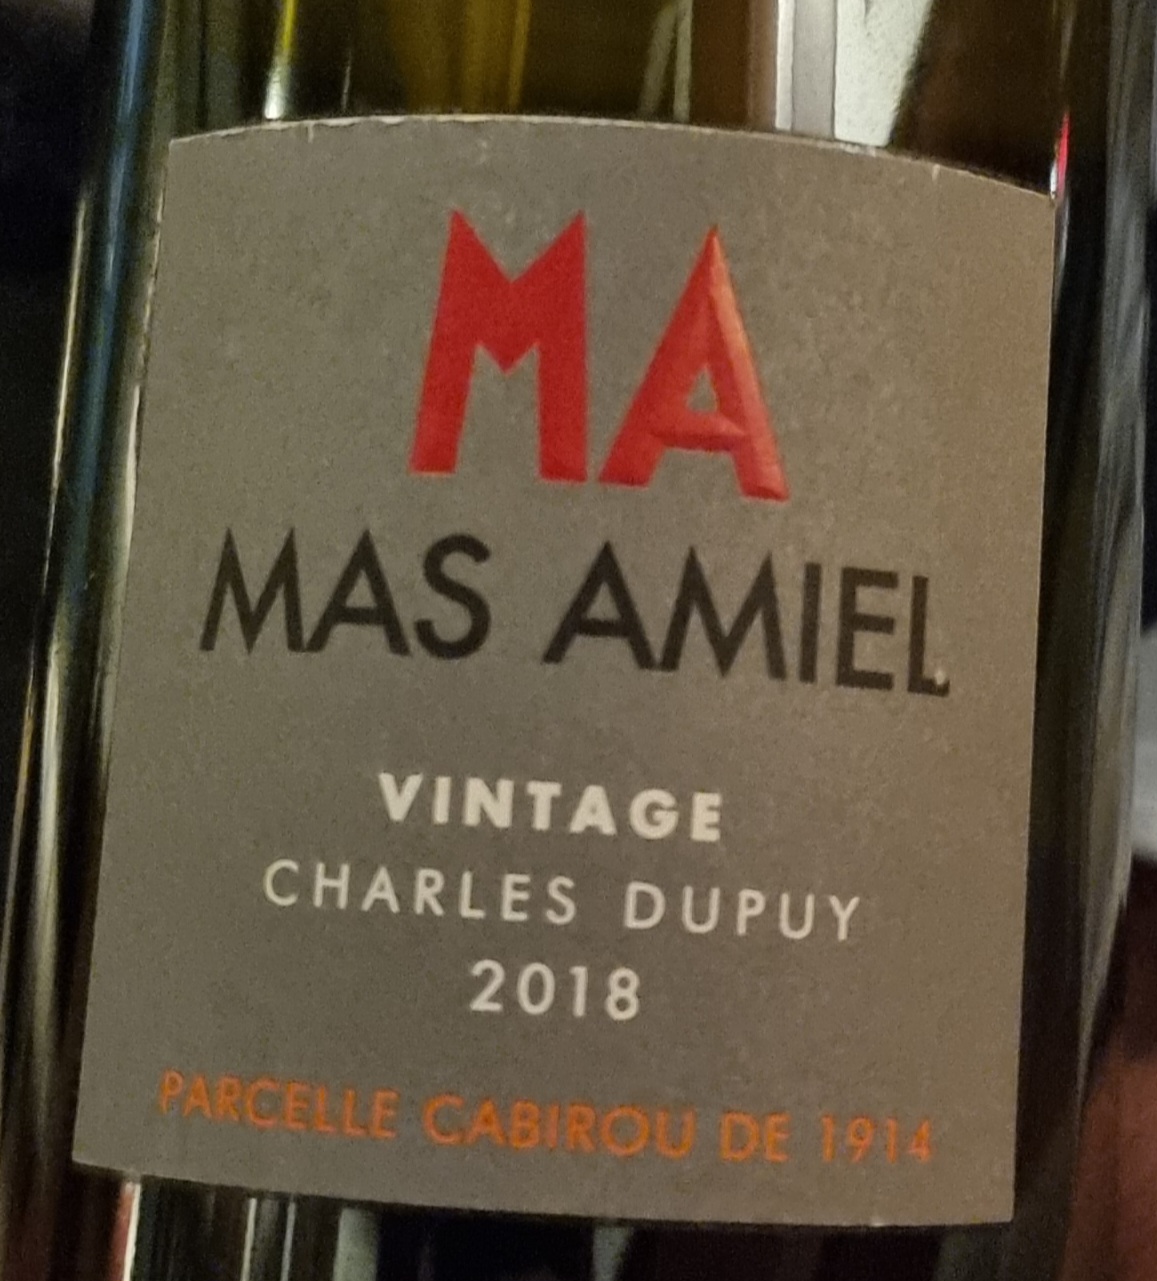 MA
MAS AMIEL
VINTAGE
CHARLES DUPUY
2018
PARCELLE CABIROU DE 1914